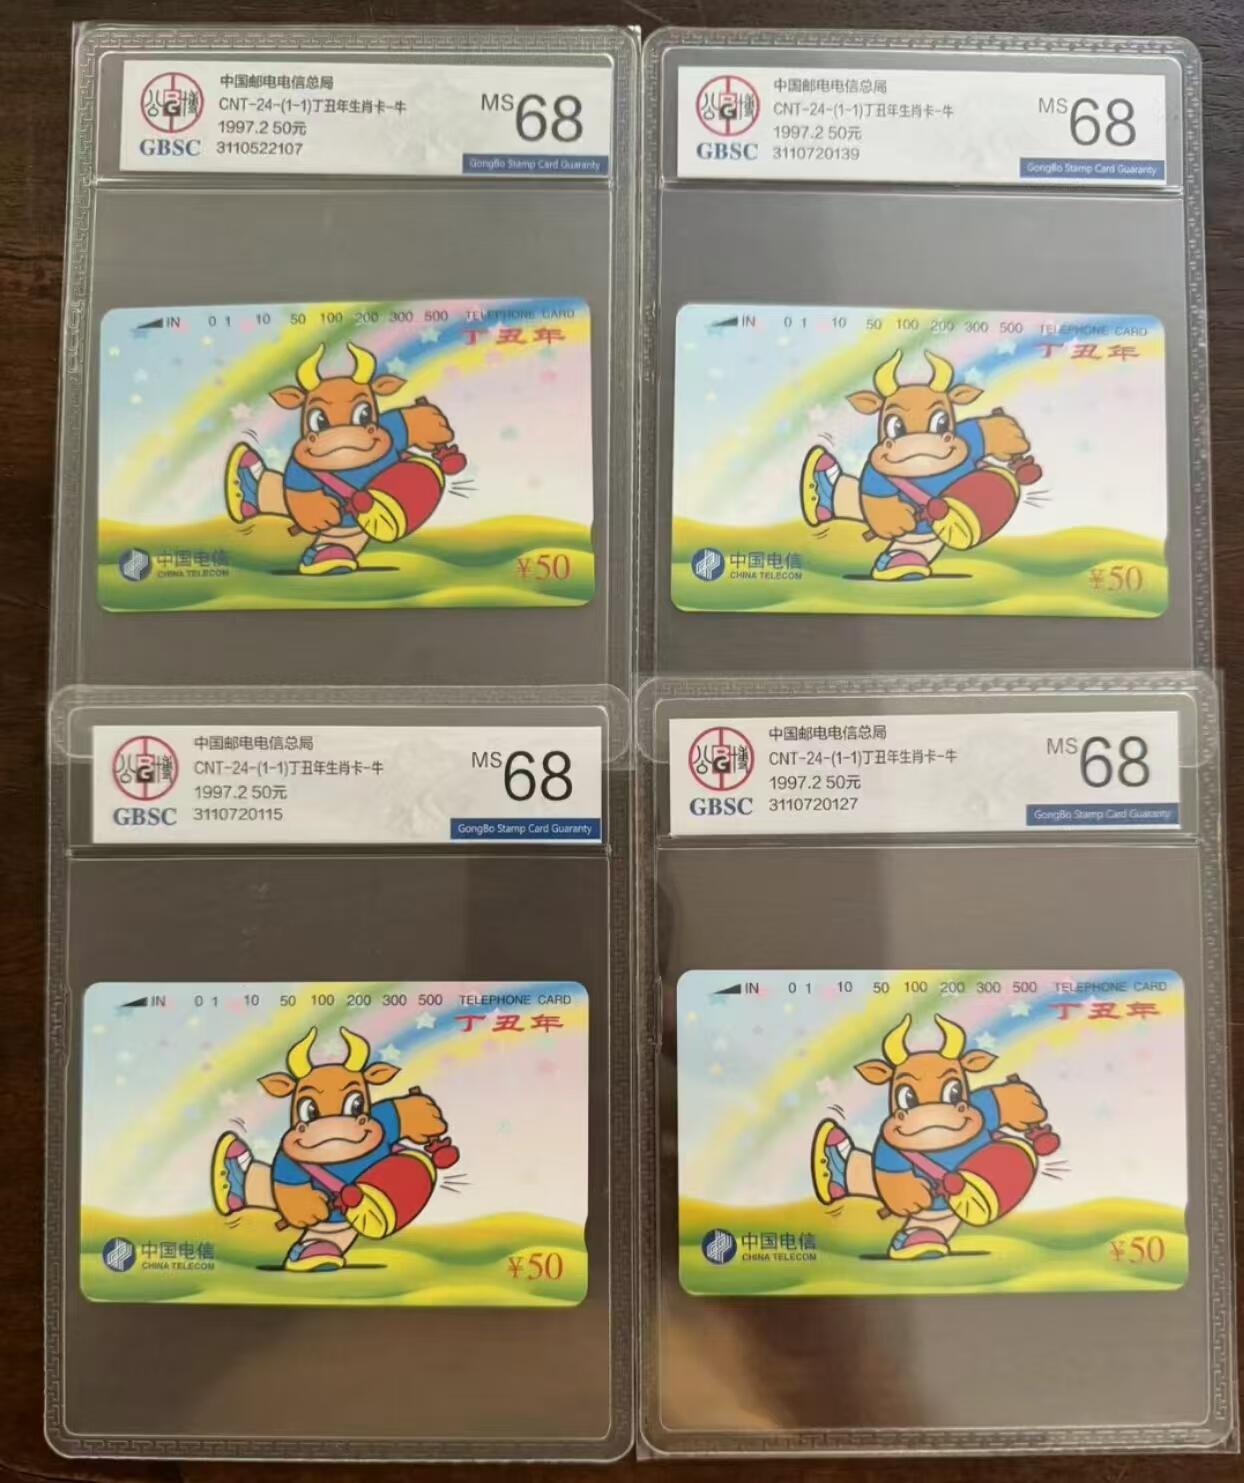 中国邮电电信总局
CNT-24-(1-1)丁丑年生肖卡-牛
1997.2 50元
3110522107
MS 68
GBSC
GongBo Stamp Card Guaranty
中国邮电电信总局
CNT-24-(1-1)丁丑年生肖卡-牛
1997.2 50元
3110720139
MS 68
GBSC
GongBo Stamp Card Guaranty
IN 0 1 10 50 100 200 300 500 TELEPHONE CARD
丁丑年
中国电信
CHINA TELECOM
¥50
IN 0 1 10 50 100 200 300 500 TELEPHONE CARD
丁丑年
中国电信
CHINA TELECOM
¥50
中国邮电电信总局
CNT-24-(1-1)丁丑年生肖卡-牛
1997.2 50元
3110720115
MS 68
GBSC
GongBo Stamp Card Guaranty
中国邮电电信总局
CNT-24-(1-1)丁丑年生肖卡-牛
1997.2 50元
3110720127
MS 68
GBSC
GongBo Stamp Card Guaranty
IN 0 1 10 50 100 200 300 500 TELEPHONE CARD
丁丑年
中国电信
CHINA TELECOM
¥50
IN 0 1 10 50 100 200 300 500 TELEPHONE CARD
丁丑年
中国电信
CHINA TELECOM
¥50